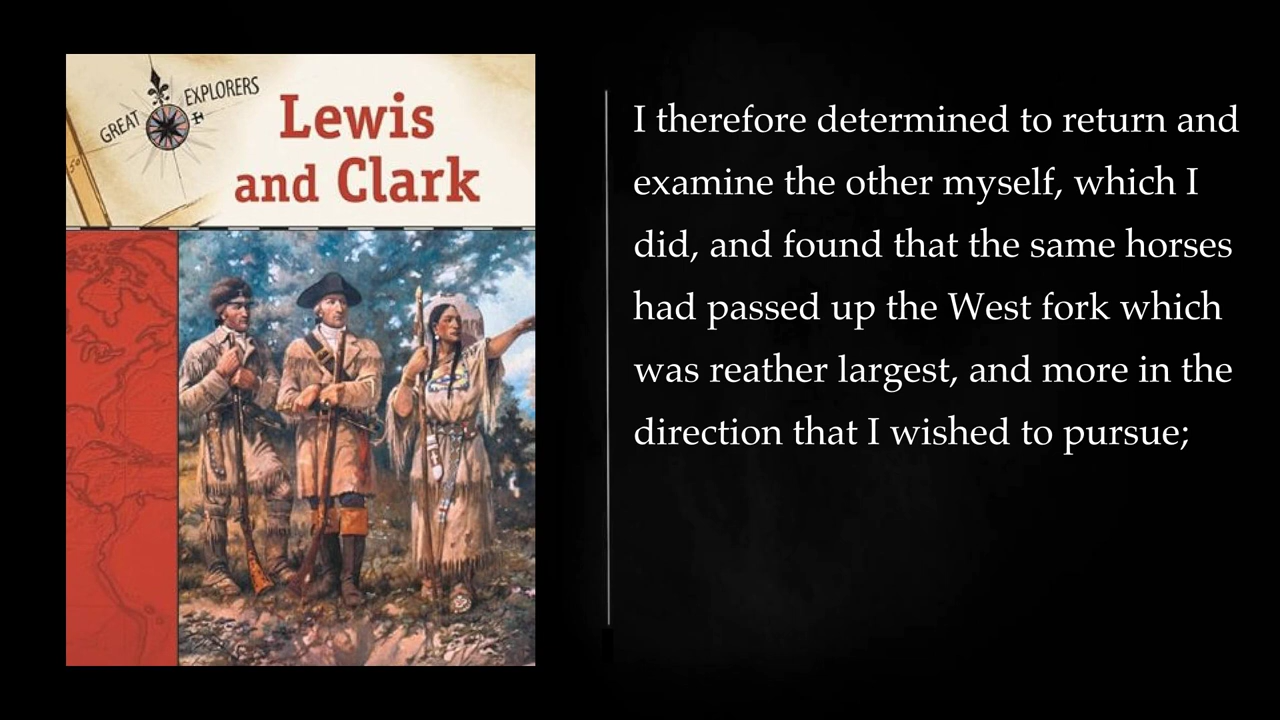 GREAT EXPLORERS
Lewis
and Clark
50
I therefore determined to return and
examine the other myself, which I
did, and found that the same horses
had passed up the West fork which
was reather largest, and more in the
direction that I wished to pursue;